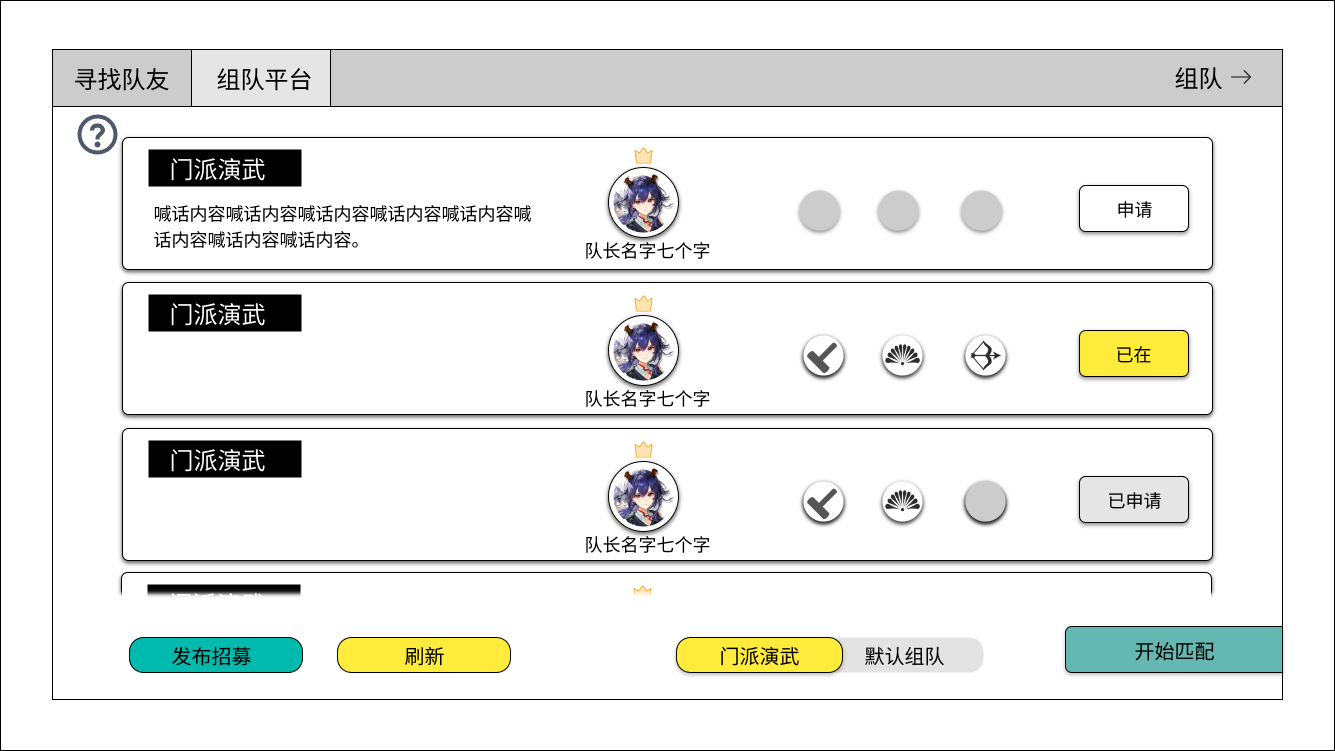 寻找队友
组队平台
组队
?
门派演武
喊话内容喊话内容喊话内容喊话内容喊话内容喊
话内容喊话内容喊话内容。
队长名字七个字
申请
门派演武
队长名字七个字
已在
门派演武
队长名字七个字
已申请
发布招募
刷新
门派演武
默认组队
开始匹配